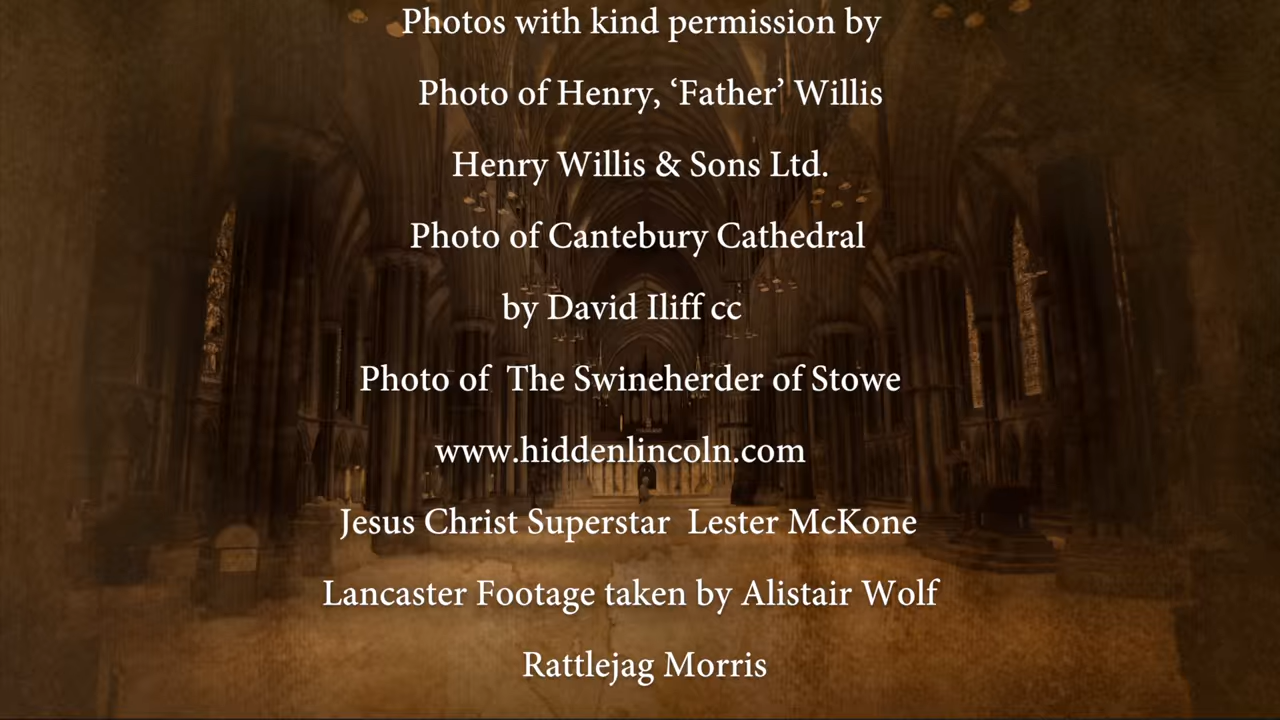 Photos with kind permission by
Photo of Henry, ‘Father’ Willis
Henry Willis & Sons Ltd.
Photo of Cantebury Cathedral
by David Iliff cc
Photo of  The Swineherder of Stowe
www.hiddenlincoln.com
Jesus Christ Superstar  Lester McKone
Lancaster Footage taken by Alistair Wolf
Rattlejag Morris